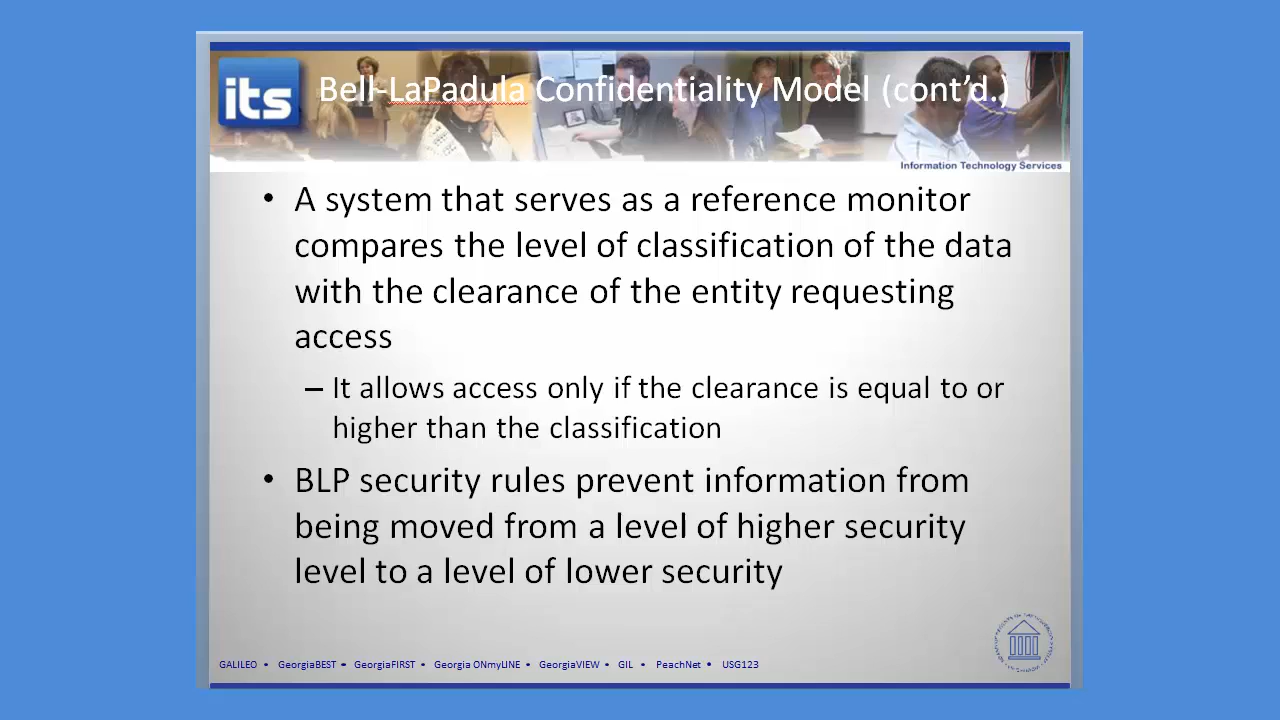 its
Bell-LaPadula Confidentiality Model (cont'd.)
Information Technology Services
• A system that serves as a reference monitor
compares the level of classification of the data
with the clearance of the entity requesting
access
– It allows access only if the clearance is equal to or
higher than the classification
• BLP security rules prevent information from
being moved from a level of higher security
level to a level of lower security
GALILEO • GeorgiaBEST • GeorgiaFIRST • Georgia ONmyLINE • GeorgiaVIEW • GIL • PeachNet • USG123